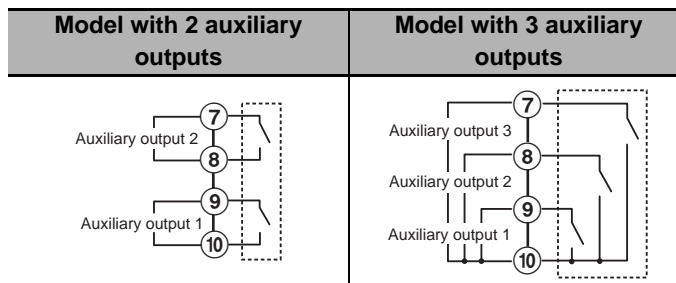 Model with 2 auxiliary
outputs
Model with 3 auxiliary
outputs
Auxiliary output 2
7
8
Auxiliary output 1
9
10
Auxiliary output 3
7
Auxiliary output 2
8
Auxiliary output 1
9
10